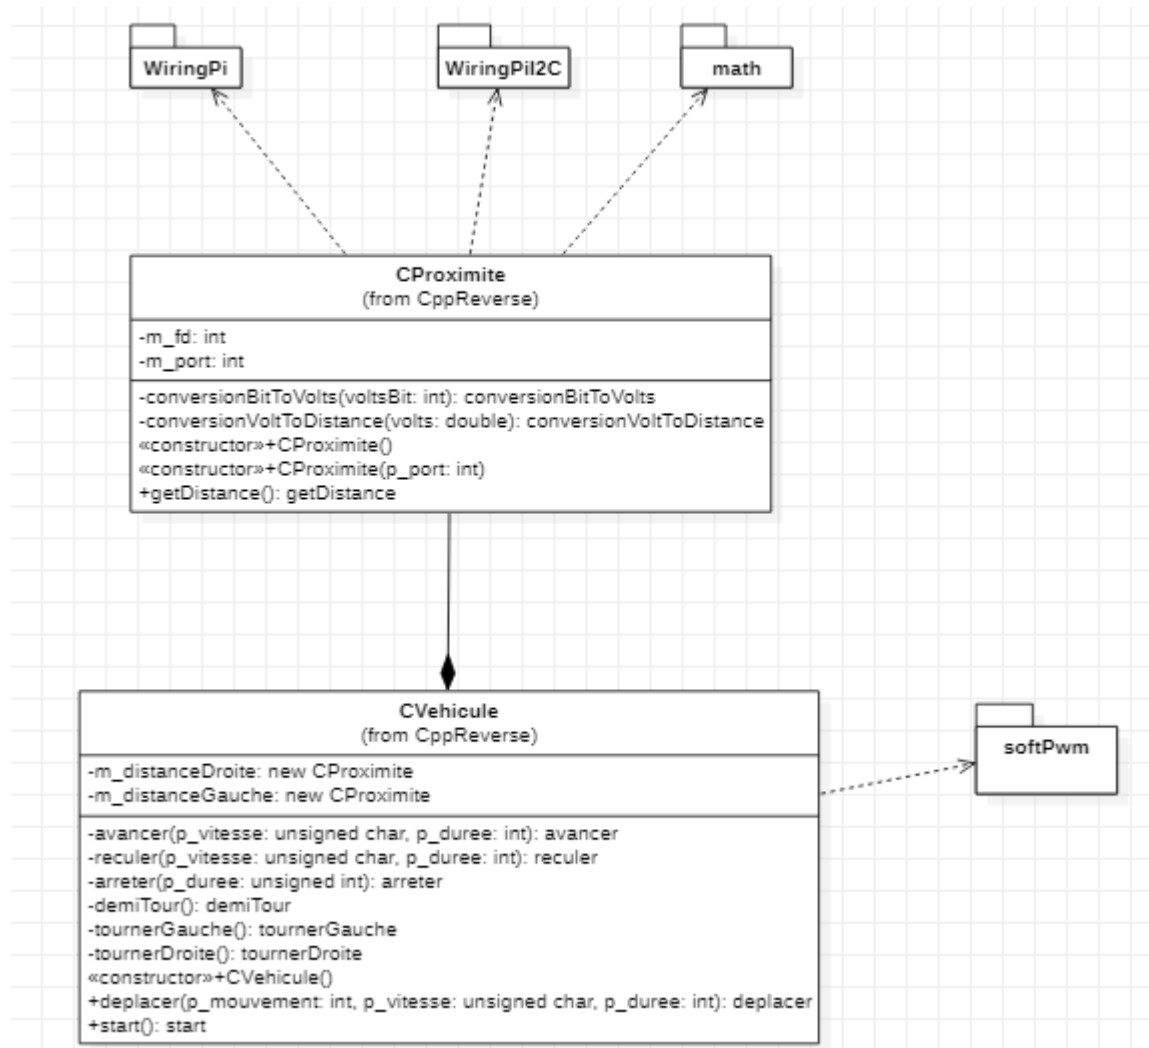 WiringPi
WiringPiI2C
math
CProximite
(from CppReverse)
-m_fd: int
-m_port: int
-conversionBitToVolts(voltsBit: int): conversionBitToVolts
-conversionVoltToDistance(volts: double): conversionVoltToDistance
«constructor»+CProximite()
«constructor»+CProximite(p_port: int)
+getDistance(): getDistance
CVehicule
(from CppReverse)
-m_distanceDroite: new CProximite
-m_distanceGauche: new CProximite
-avancer(p_vitesse: unsigned char, p_duree: int): avancer
-reculer(p_vitesse: unsigned char, p_duree: int): reculer
-arreter(p_duree: unsigned int): arreter
-demiTour(): demiTour
-tournerGauche(): tournerGauche
-tournerDroite(): tournerDroite
«constructor»+CVehicule()
+deplacer(p_mouvement: int, p_vitesse: unsigned char, p_duree: int): deplacer
+start(): start
softPwm